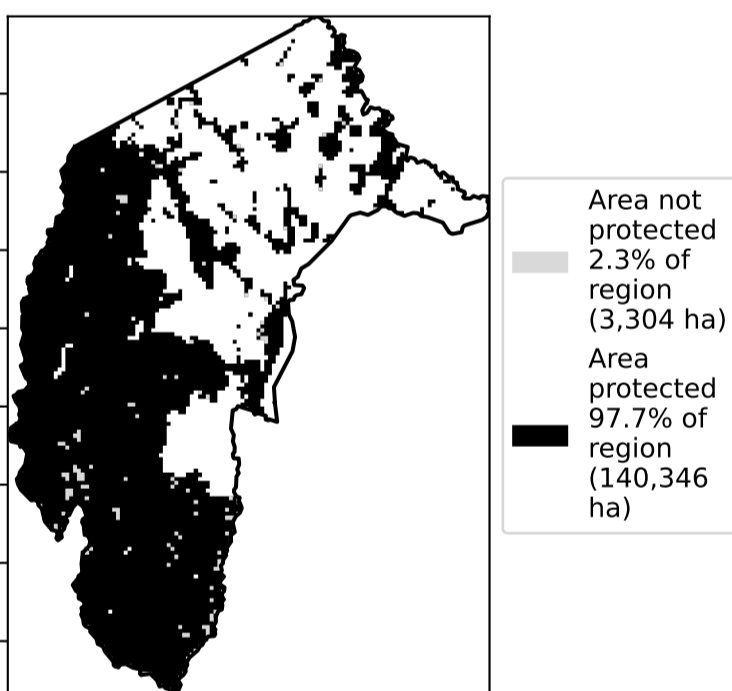 Area not
protected
2.3% of
region
(3,304 ha)
Area
protected
97.7% of
region
(140,346
ha)